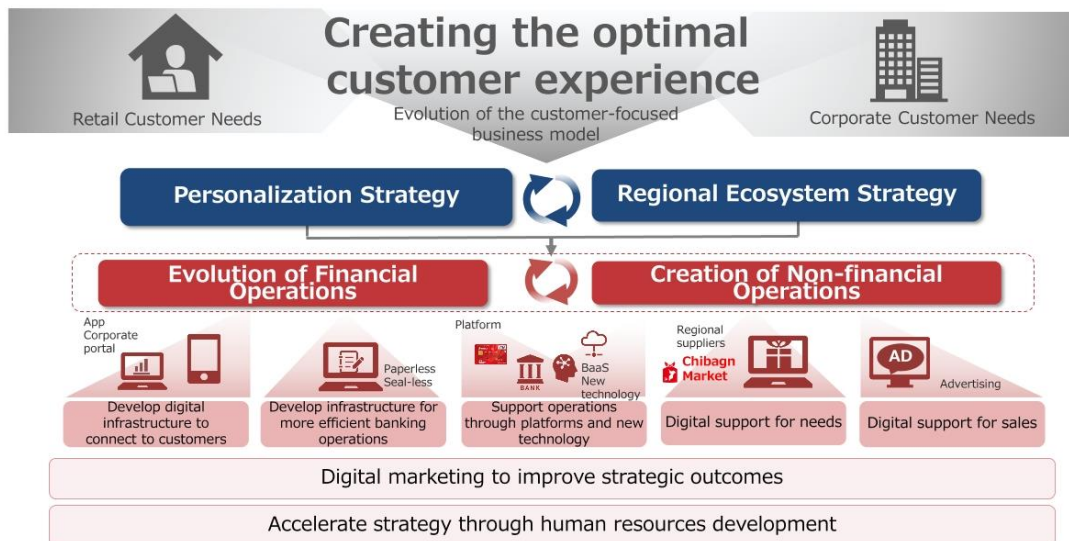 Creating the optimal
customer experience
Evolution of the customer-focused
business model
Retail Customer Needs
Corporate Customer Needs
Personalization Strategy
Regional Ecosystem Strategy
Evolution of Financial
Operations
Creation of Non-financial
Operations
App
Corporate
portal
Develop digital
infrastructure to
connect to customers
Paperless
Seal-less
Develop infrastructure for
more efficient banking
operations
Platform
BANK
BaaS
New
technology
Support operations
through platforms and new
technology
Regional
suppliers
Chibagn
Market
Digital support for needs
AD
Advertising
Digital support for sales
Digital marketing to improve strategic outcomes
Accelerate strategy through human resources development